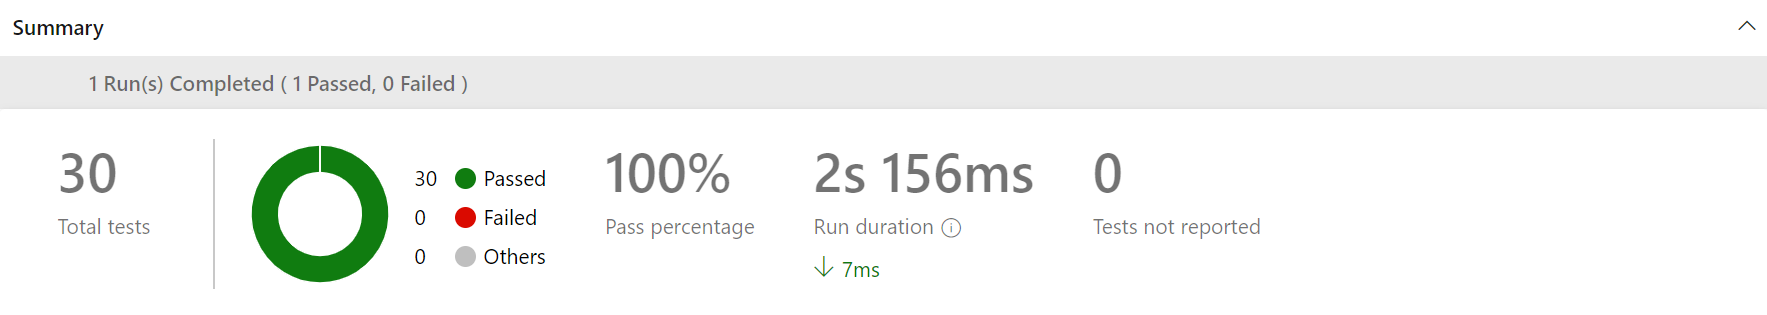 Summary
1 Run(s) Completed ( 1 Passed, 0 Failed )
30
Total tests
30 Passed
0 Failed
0 Others
100%
Pass percentage
2s 156ms
Run duration
7ms
0
Tests not reported